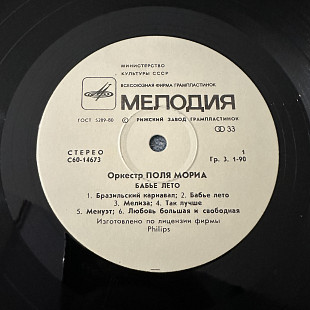 МИНИСТЕРСТВО
КУЛЬТУРЫ СССР
ВСЕСОЮЗНАЯ ФИРМА ГРАМПЛАСТИНОК
МЕЛОДИЯ
ГОСТ 5289-80
РИЖСКИЙ ЗАВОД ГРАМПЛАСТИНОК
33
СТЕРЕО
С60-14673
1
Гр. 3. 1-90
Оркестр ПОЛЯ МОРИА
БАБЬЕ ЛЕТО
1. Бразильский карнавал; 2. Бабье лето
3. Мелиза; 4. Так лучше
5. Менуэт; 6. Любовь большая и свободная
Изготовлено по лицензии фирмы
Philips